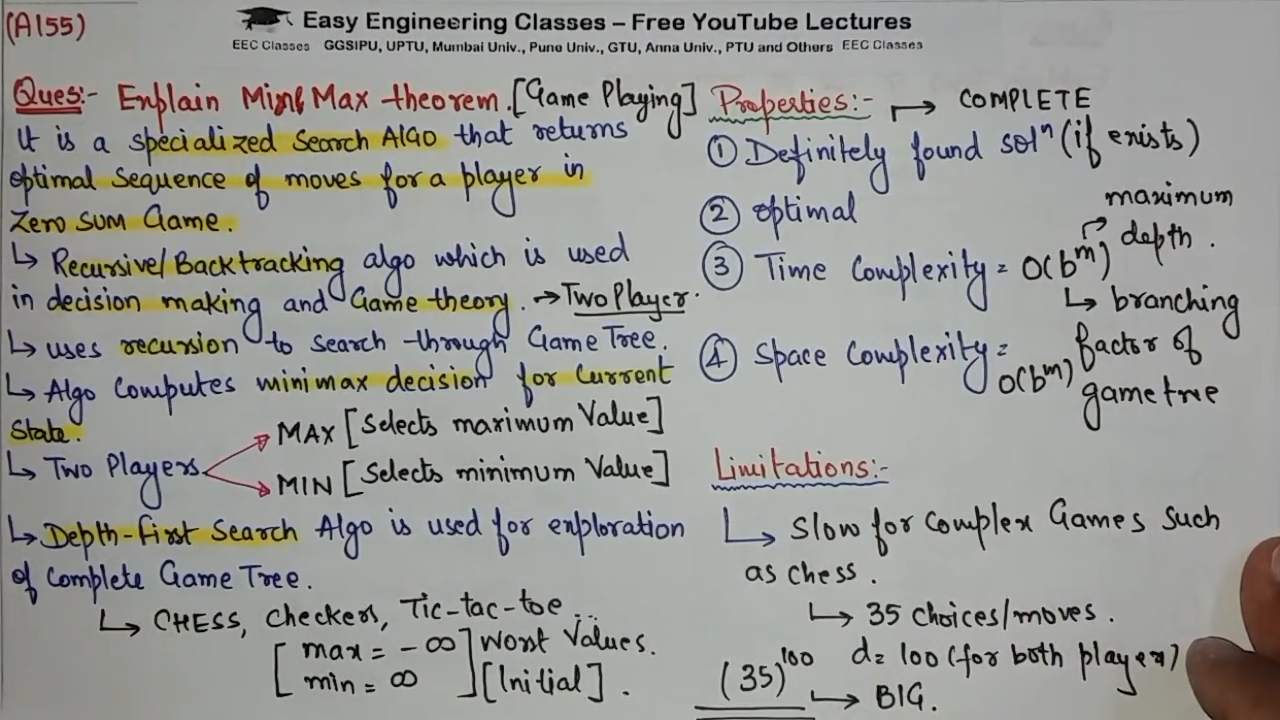 (A155)
Easy Engineering Classes – Free YouTube Lectures
EEC Classes GGSIPU, UPTU, Mumbai Univ., Pune Univ., GTU, Anna Univ., PTU and Others EEC Classes
Ques:- Explain Min Max theorem. [Game Playing]
It is a specialized Search Algo that returns
optimal sequence of moves for a player in
Zero SUM Game.
↳ Recursive/Backtracking algo which is used
in decision making and Game theory. → Two Player.
↳ uses recursion to search through Game Tree.
↳ Algo Computes minimax decision for Current
State.
↳ Two Players
MAX [Selects maximum Value]
MIN [Selects minimum Value]
↳ Depth-first Search Algo is used for exploration
of Complete Game Tree.
↳ CHESS, Checkers, Tic-tac-toe...
[max = - ∞
min = ∞]
Worst Values.
[Initial].
Properties:- → COMPLETE
① Definitely found solⁿ (if exists)
② optimal
③ Time Complexity = O(b^m)
maximum
depth.
↳ branching
factor of
game tree
④ Space Complexity =
O(b^m)
Limitations:-
↳ Slow for Complex Games Such
as chess.
↳ 35 Choices/moves.
d= 100 (for both player)
(35)^100
↳ BIG.